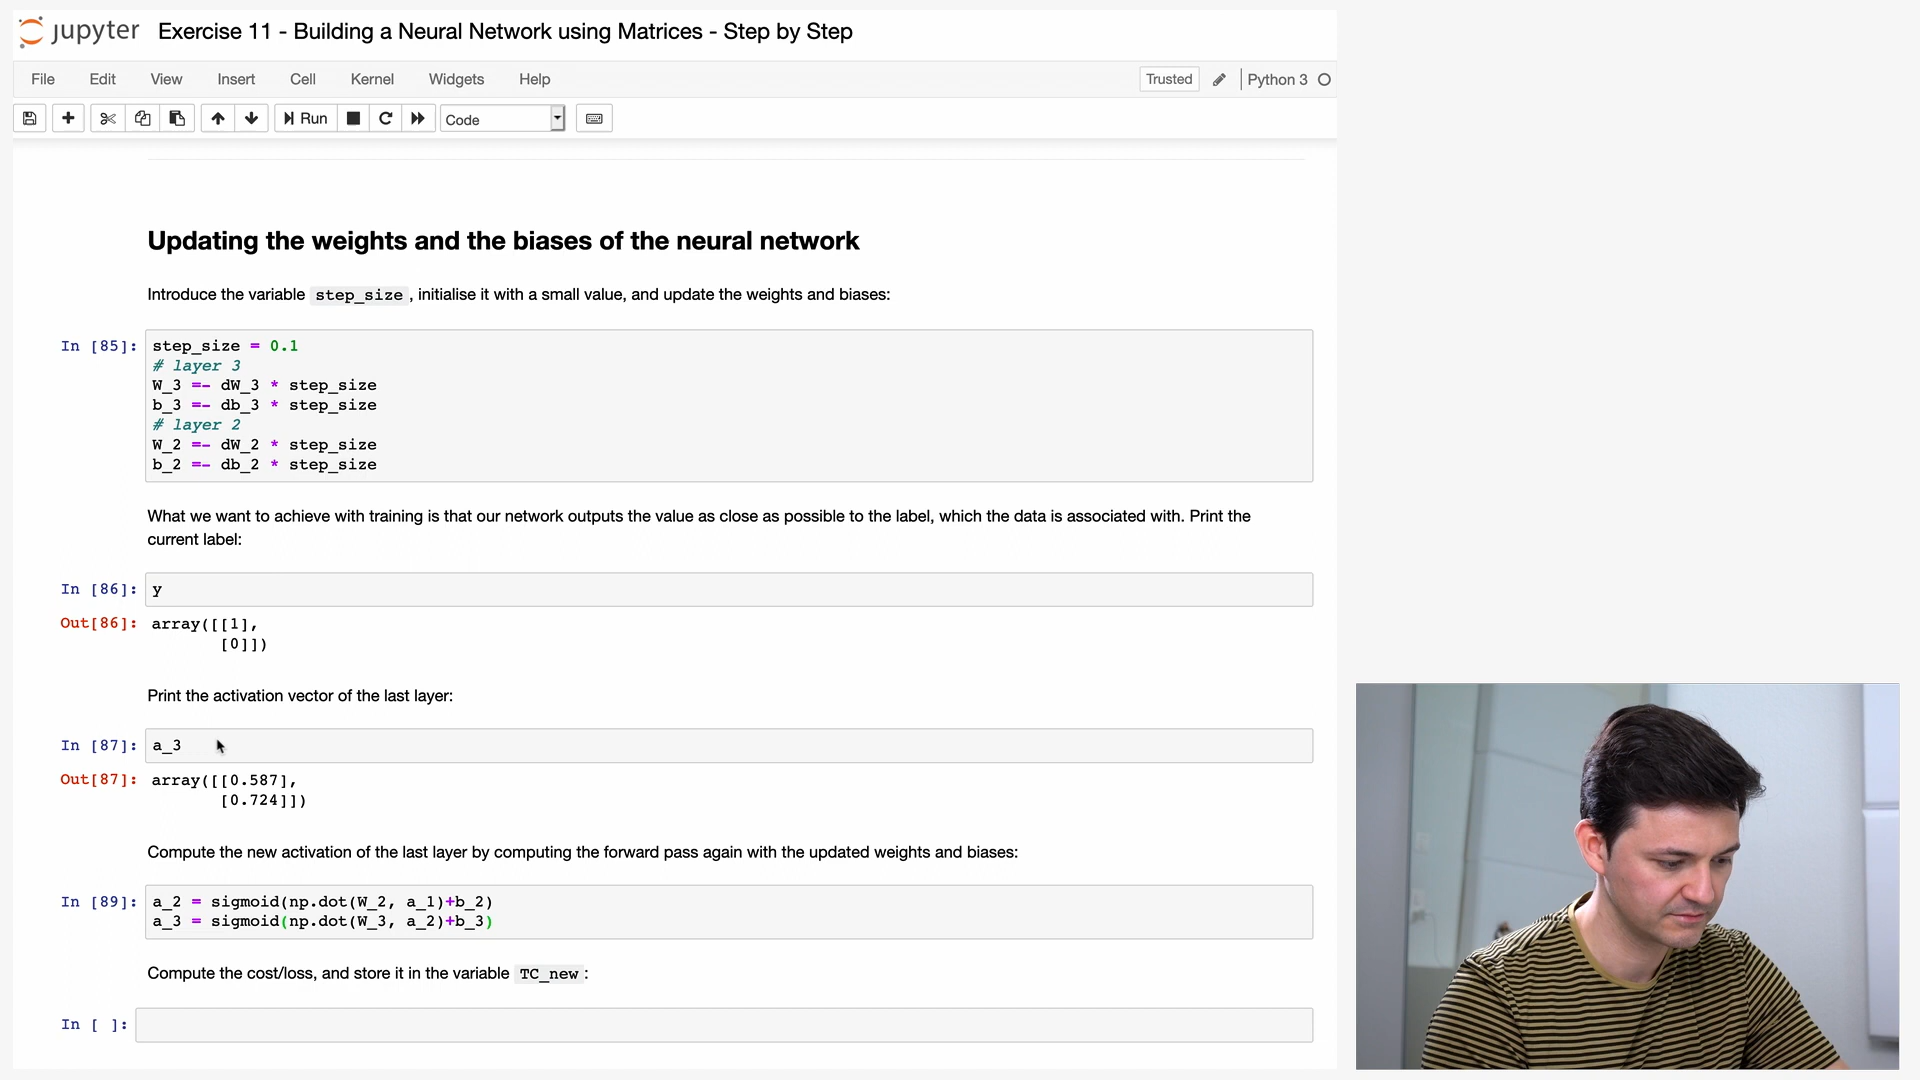 jupyter Exercise 11 - Building a Neural Network using Matrices - Step by Step
File Edit View Insert Cell Kernel Widgets Help Trusted Python 3
Run Code
Updating the weights and the biases of the neural network
Introduce the variable step_size , initialise it with a small value, and update the weights and biases:
In [85]: step_size = 0.1
# layer 3
W_3 =- dW_3 * step_size
b_3 =- db_3 * step_size
# layer 2
W_2 =- dW_2 * step_size
b_2 =- db_2 * step_size
What we want to achieve with training is that our network outputs the value as close as possible to the label, which the data is associated with. Print the
current label:
In [86]: y
Out[86]: array([[1],
[0]])
Print the activation vector of the last layer:
In [87]: a_3
Out[87]: array([[0.587],
[0.724]])
Compute the new activation of the last layer by computing the forward pass again with the updated weights and biases:
In [89]: a_2 = sigmoid(np.dot(W_2, a_1)+b_2)
a_3 = sigmoid(np.dot(W_3, a_2)+b_3)
Compute the cost/loss, and store it in the variable TC_new :
In [ ]: